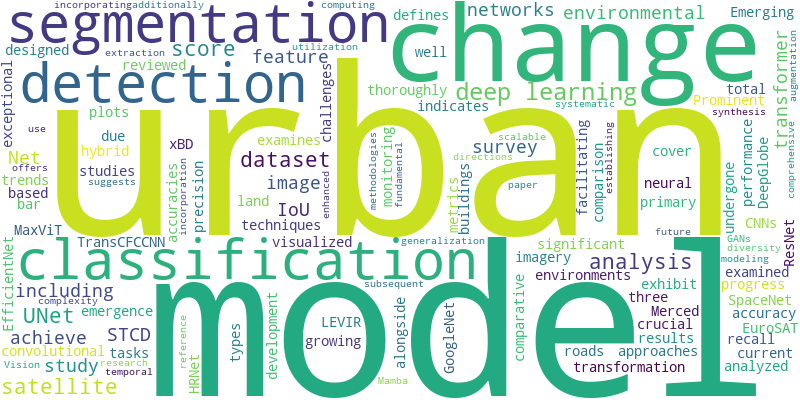 incorporating additionally computing
segmentation change
defines networks environmental Emerging
designed score
reviewed feature well
extraction utilization
detection
exceptional
thoroughly deep learning
indicates transformer
total
Prominent
augmentation
urban
plots
challenges
systematic
synthesis
use
due xBD
examines
monitoring
survey
scalable
Net hybrid
dataset
methodologies
fundamental
directions
facilitating
comparison
establishing
cover
undergone
performance
DeepGlobe
comprehensive
offers
trends studies
suggests
accuracies
incorporation
precision
image
enhanced
metrics
buildings
paper
primary
neural
CNNs
based land IoU
bar
techniques
future
GANs
diversity
modeling
ResNet
MaxViT TransCFCCNN visualized
generalization
significant
classification
model
imagery
environments
examined
progress
EfficientNet
including
subsequent
analysis
exhibit
SpaceNet
complexity
UNet emergence
types
development
LEVIR
alongside
GoogleNet
comparative
three Merced
crucial
accuracy
EuroSAT
achieve STCD
growing
roads results
recall
convolutional tasks
reference
HRNet
approaches current
Vision study research
temporal
transformation analyzed
satellite
Mamba